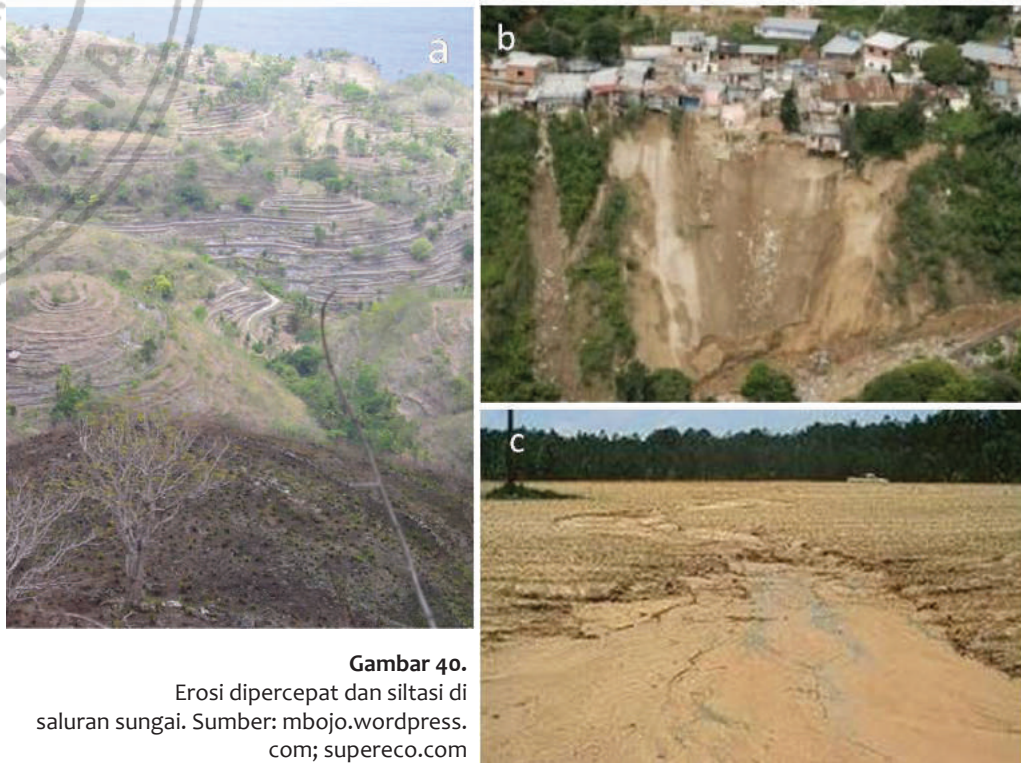 a
b
c
Gambar 40.
Erosi dipercepat dan siltasi di
saluran sungai. Sumber: mbojo.wordpress.
com; supereco.com